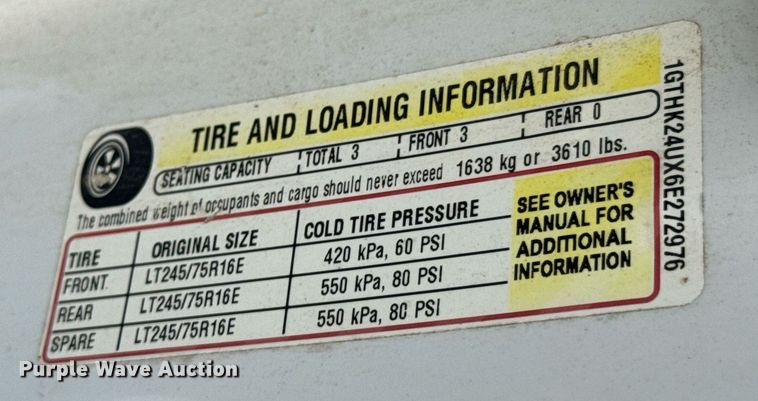 TIRE AND LOADING INFORMATION
SEATING CAPACITY TOTAL 3 FRONT 3 REAR 0
The combined weight of occupants and cargo should never exceed 1638 kg or 3610 lbs.
TIRE ORIGINAL SIZE COLD TIRE PRESSURE
FRONT LT245/75R16E 420 kPa, 60 PSI
REAR LT245/75R16E 550 kPa, 80 PSI
SPARE LT245/75R16E 550 kPa, 80 PSI
SEE OWNER'S
MANUAL FOR
ADDITIONAL
INFORMATION
1GTHK24UX6E272976
Purple Wave Auction